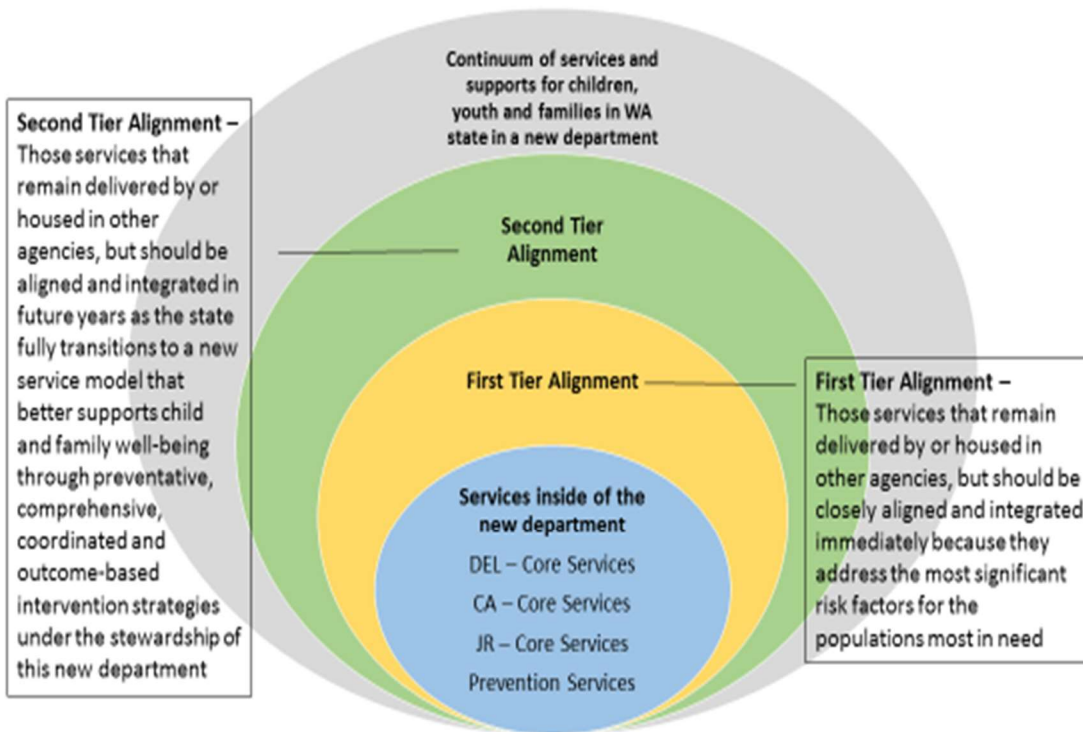 Continuum of services and
supports for children,
youth and families in WA
state in a new department
Second Tier Alignment –
Those services that
remain delivered by or
housed in other
agencies, but should be
aligned and integrated in
future years as the state
fully transitions to a new
service model that
better supports child
and family well-being
through preventative,
comprehensive,
coordinated and
outcome-based
intervention strategies
under the stewardship of
this new department
Second Tier
Alignment
First Tier Alignment
First Tier Alignment –
Those services that remain
delivered by or housed in
other agencies, but should be
closely aligned and integrated
immediately because they
address the most significant
risk factors for the
populations most in need
Services inside of the
new department
DEL – Core Services
CA – Core Services
JR – Core Services
Prevention Services